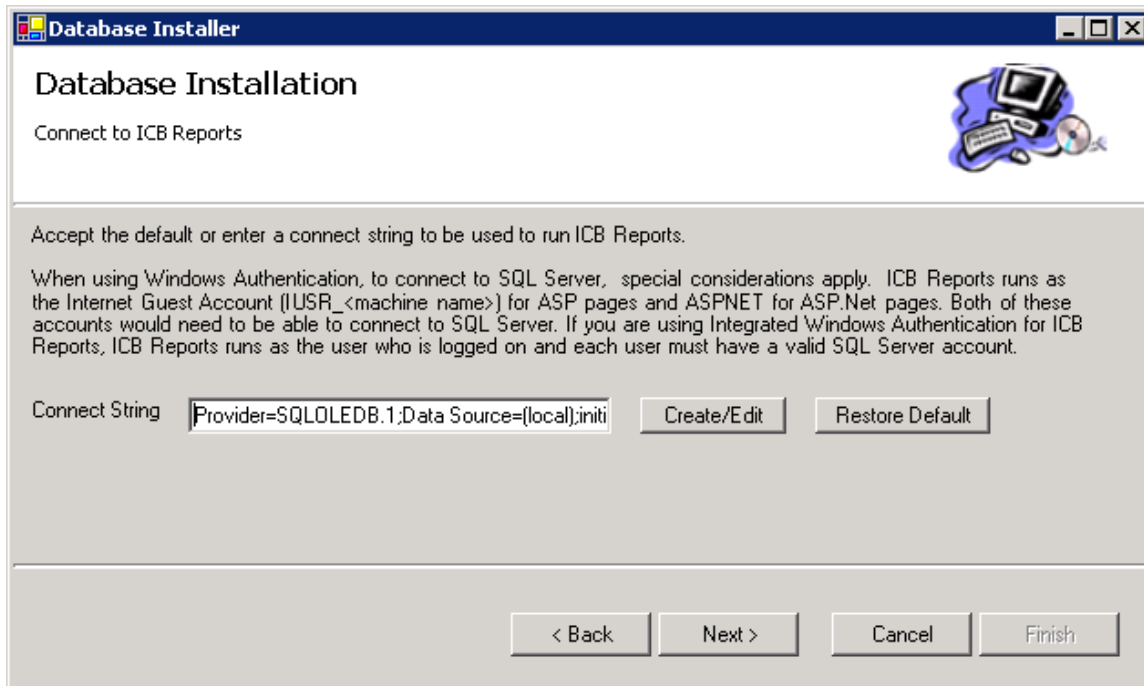 Database Installer
Database Installation
Connect to ICB Reports
Accept the default or enter a connect string to be used to run ICB Reports.
When using Windows Authentication, to connect to SQL Server, special considerations apply. ICB Reports runs as
the Internet Guest Account (IUSR_<machine name>) for ASP pages and ASPNET for ASP.Net pages. Both of these
accounts would need to be able to connect to SQL Server. If you are using Integrated Windows Authentication for ICB
Reports, ICB Reports runs as the user who is logged on and each user must have a valid SQL Server account.
Connect String Provider=SQLOLEDB.1;Data Source=(local);initi Create/Edit Restore Default
< Back Next > Cancel Finish